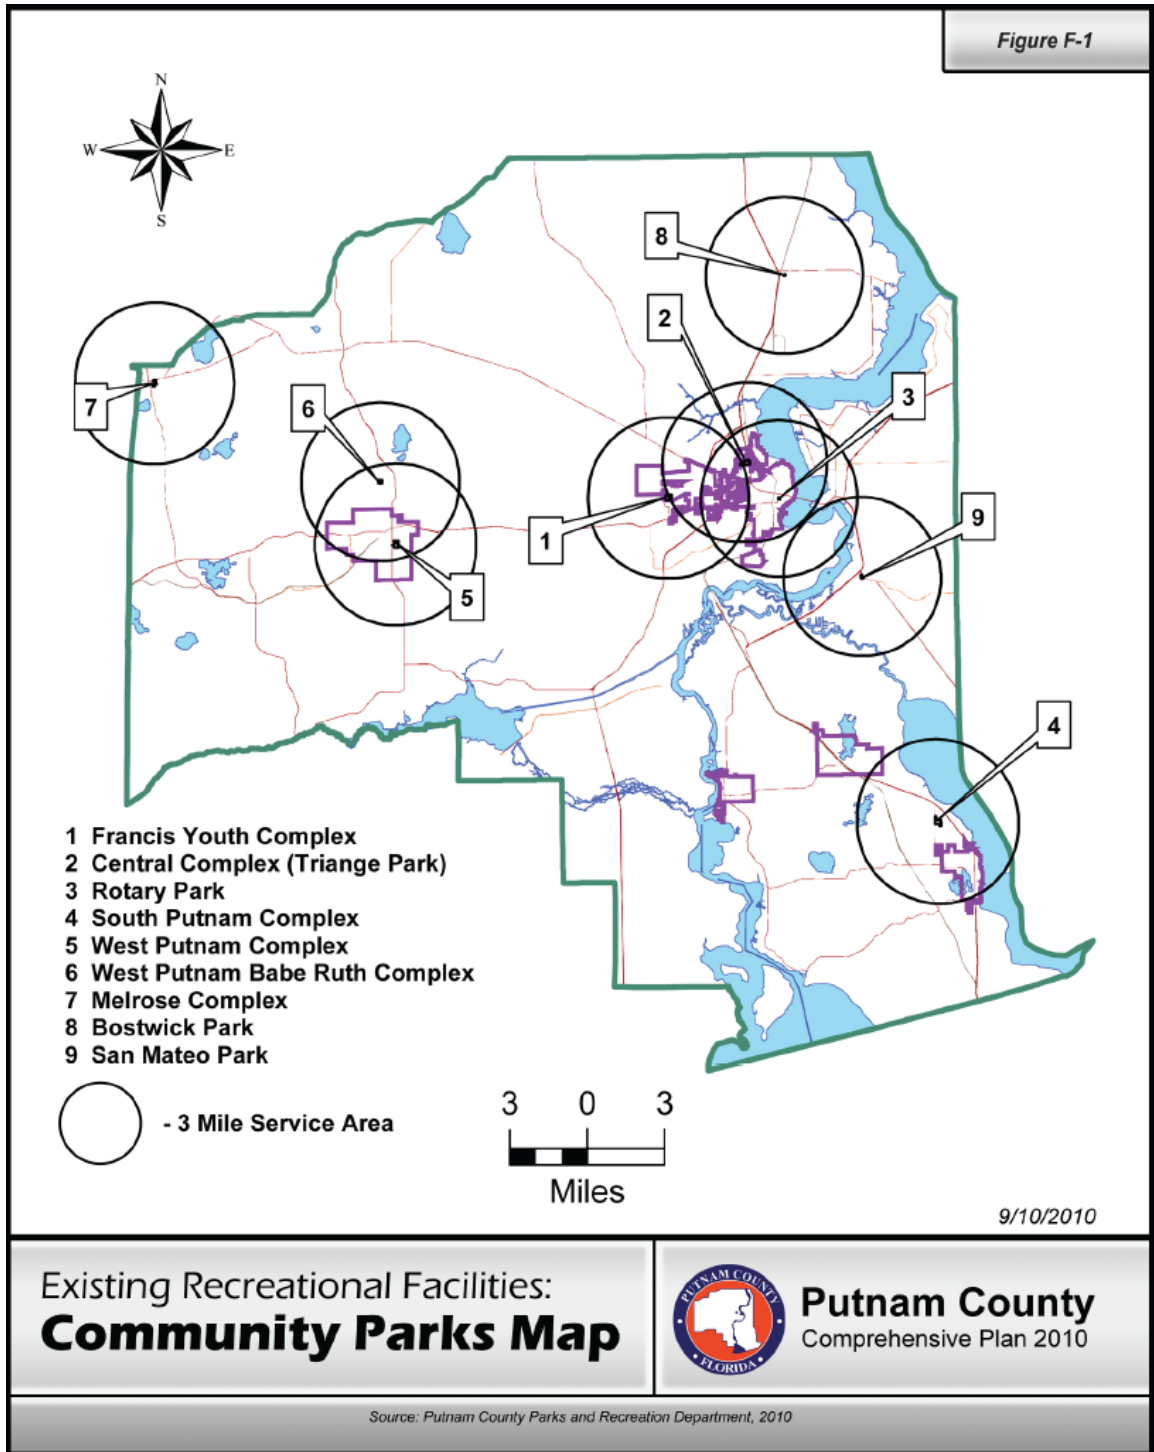 Figure F-1
N
W
E
S
8
2
3
7
6
1
9
5
4
1 Francis Youth Complex
2 Central Complex (Triange Park)
3 Rotary Park
4 South Putnam Complex
5 West Putnam Complex
6 West Putnam Babe Ruth Complex
7 Melrose Complex
8 Bostwick Park
9 San Mateo Park
- 3 Mile Service Area
3 0 3
Miles
9/10/2010
Existing Recreational Facilities:
Community Parks Map
PUTNAM COUNTY
• FLORIDA •
Putnam County
Comprehensive Plan 2010
Source: Putnam County Parks and Recreation Department, 2010